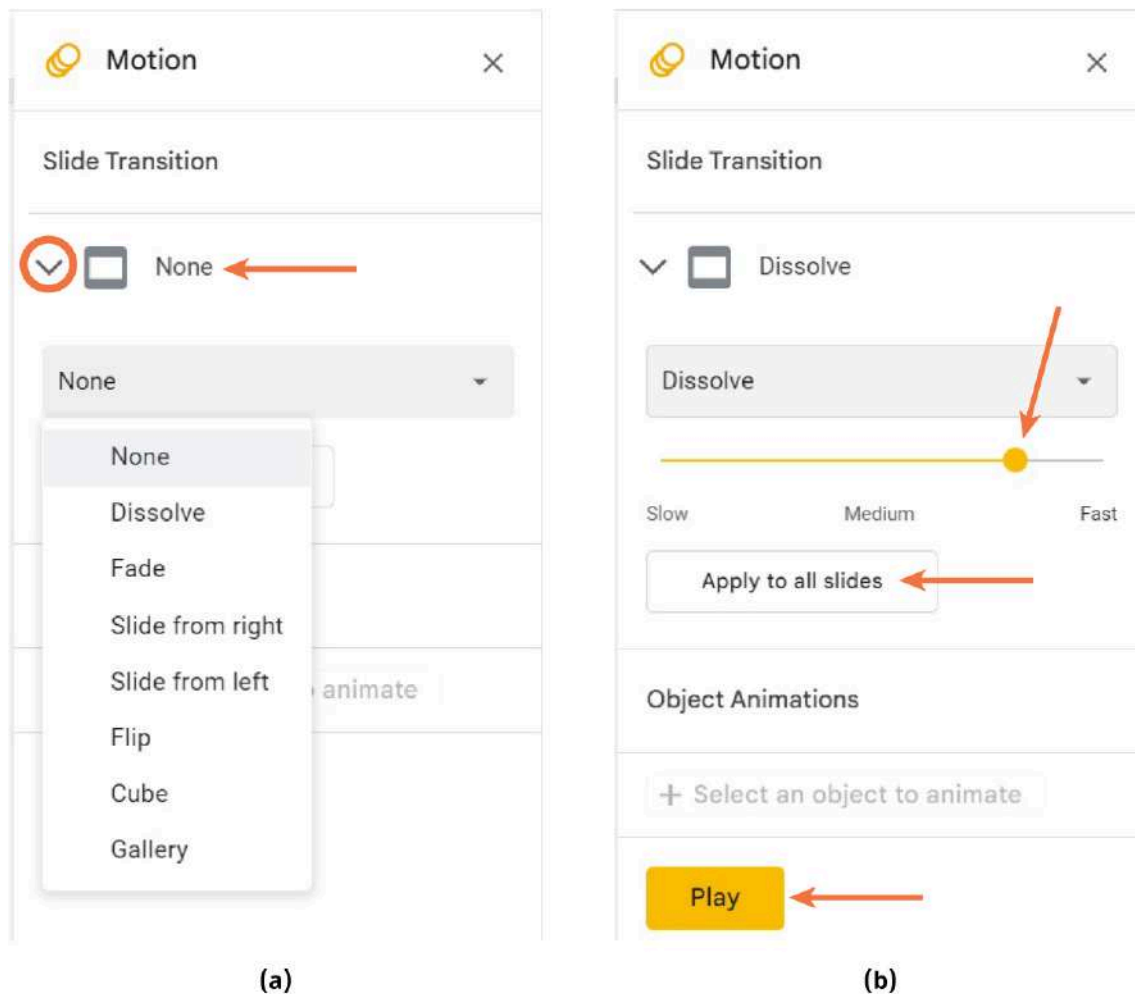 Motion
Slide Transition
None
None
None
Dissolve
Fade
Slide from right
Slide from left
Flip
Cube
Gallery
animate
(a)
Motion
Slide Transition
Dissolve
Dissolve
Slow Medium Fast
Apply to all slides
Object Animations
+ Select an object to animate
Play
(b)